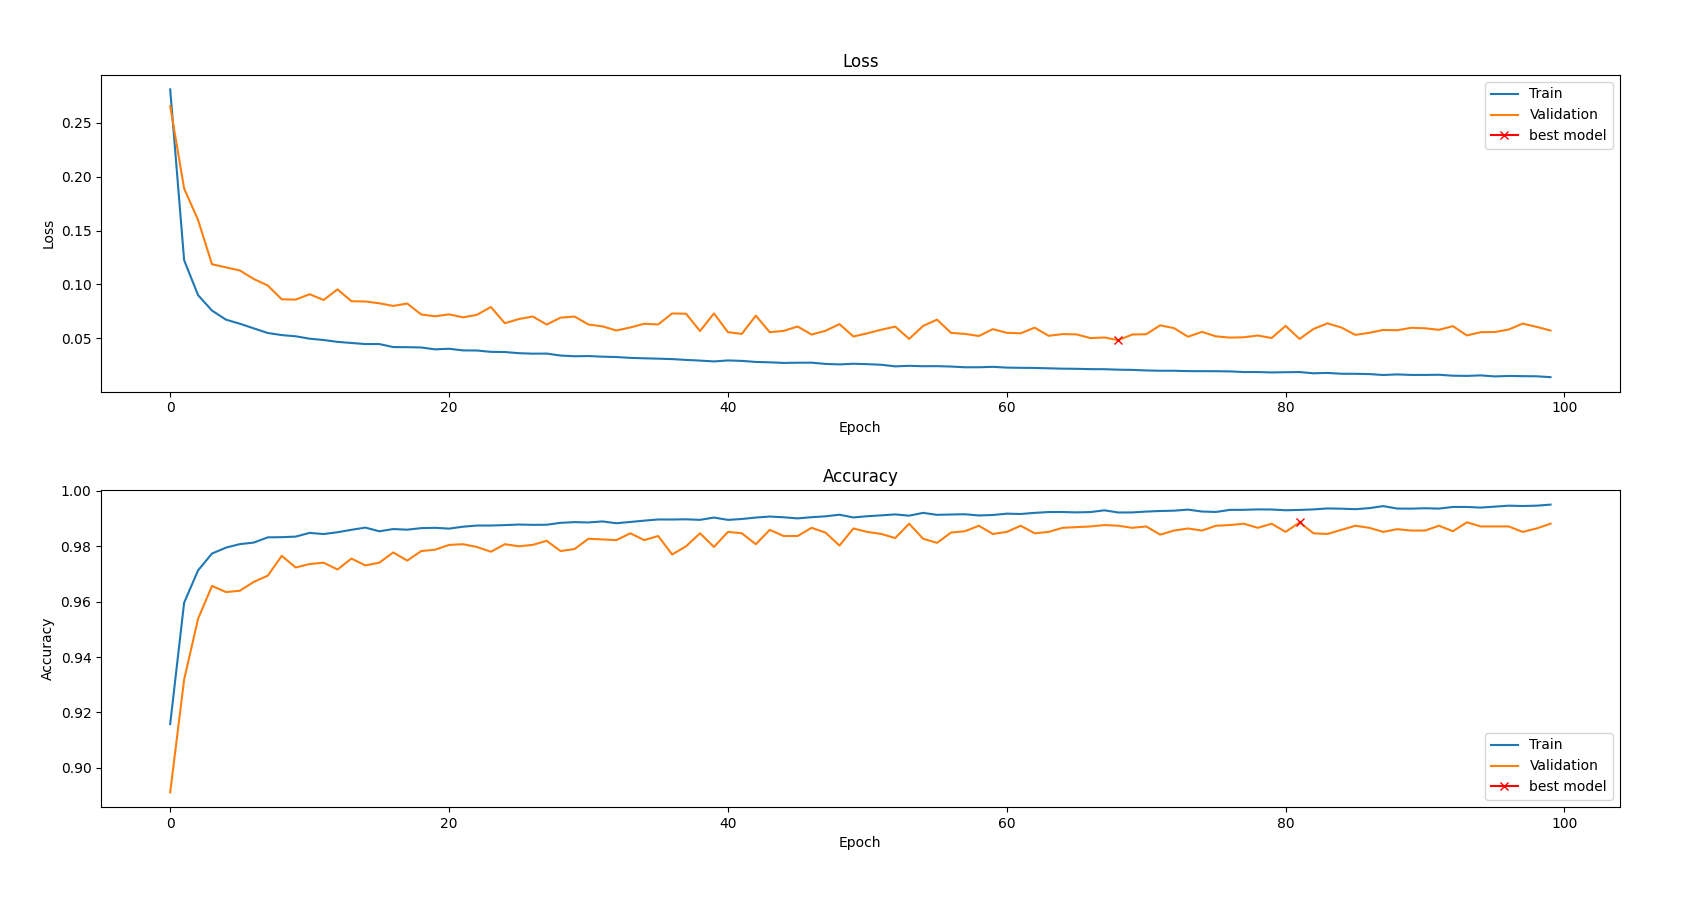 Loss
0.25
0.20
0.15
0.10
0.05
Loss
Train
Validation
best model
0 20 40 60 80 100
Epoch
Accuracy
1.00
0.98
0.96
0.94
0.92
0.90
Accuracy
Train
Validation
best model
0 20 40 60 80 100
Epoch